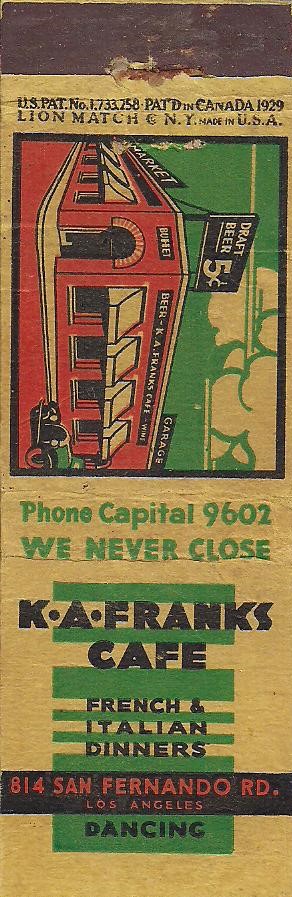 U.S. PAT. No. 1,733,258 · PAT'D IN CANADA 1929
LION MATCH © N.Y. MADE IN U.S.A.
MARKET
DRAFT
BEER 5¢
BUFFET
BEER - K·A·FRANKS CAFE - WINE
GARAGE
Phone Capital 9602
WE NEVER CLOSE
K·A·FRANKS
CAFE
FRENCH &
ITALIAN
DINNERS
814 SAN FERNANDO RD.
LOS ANGELES
DANCING